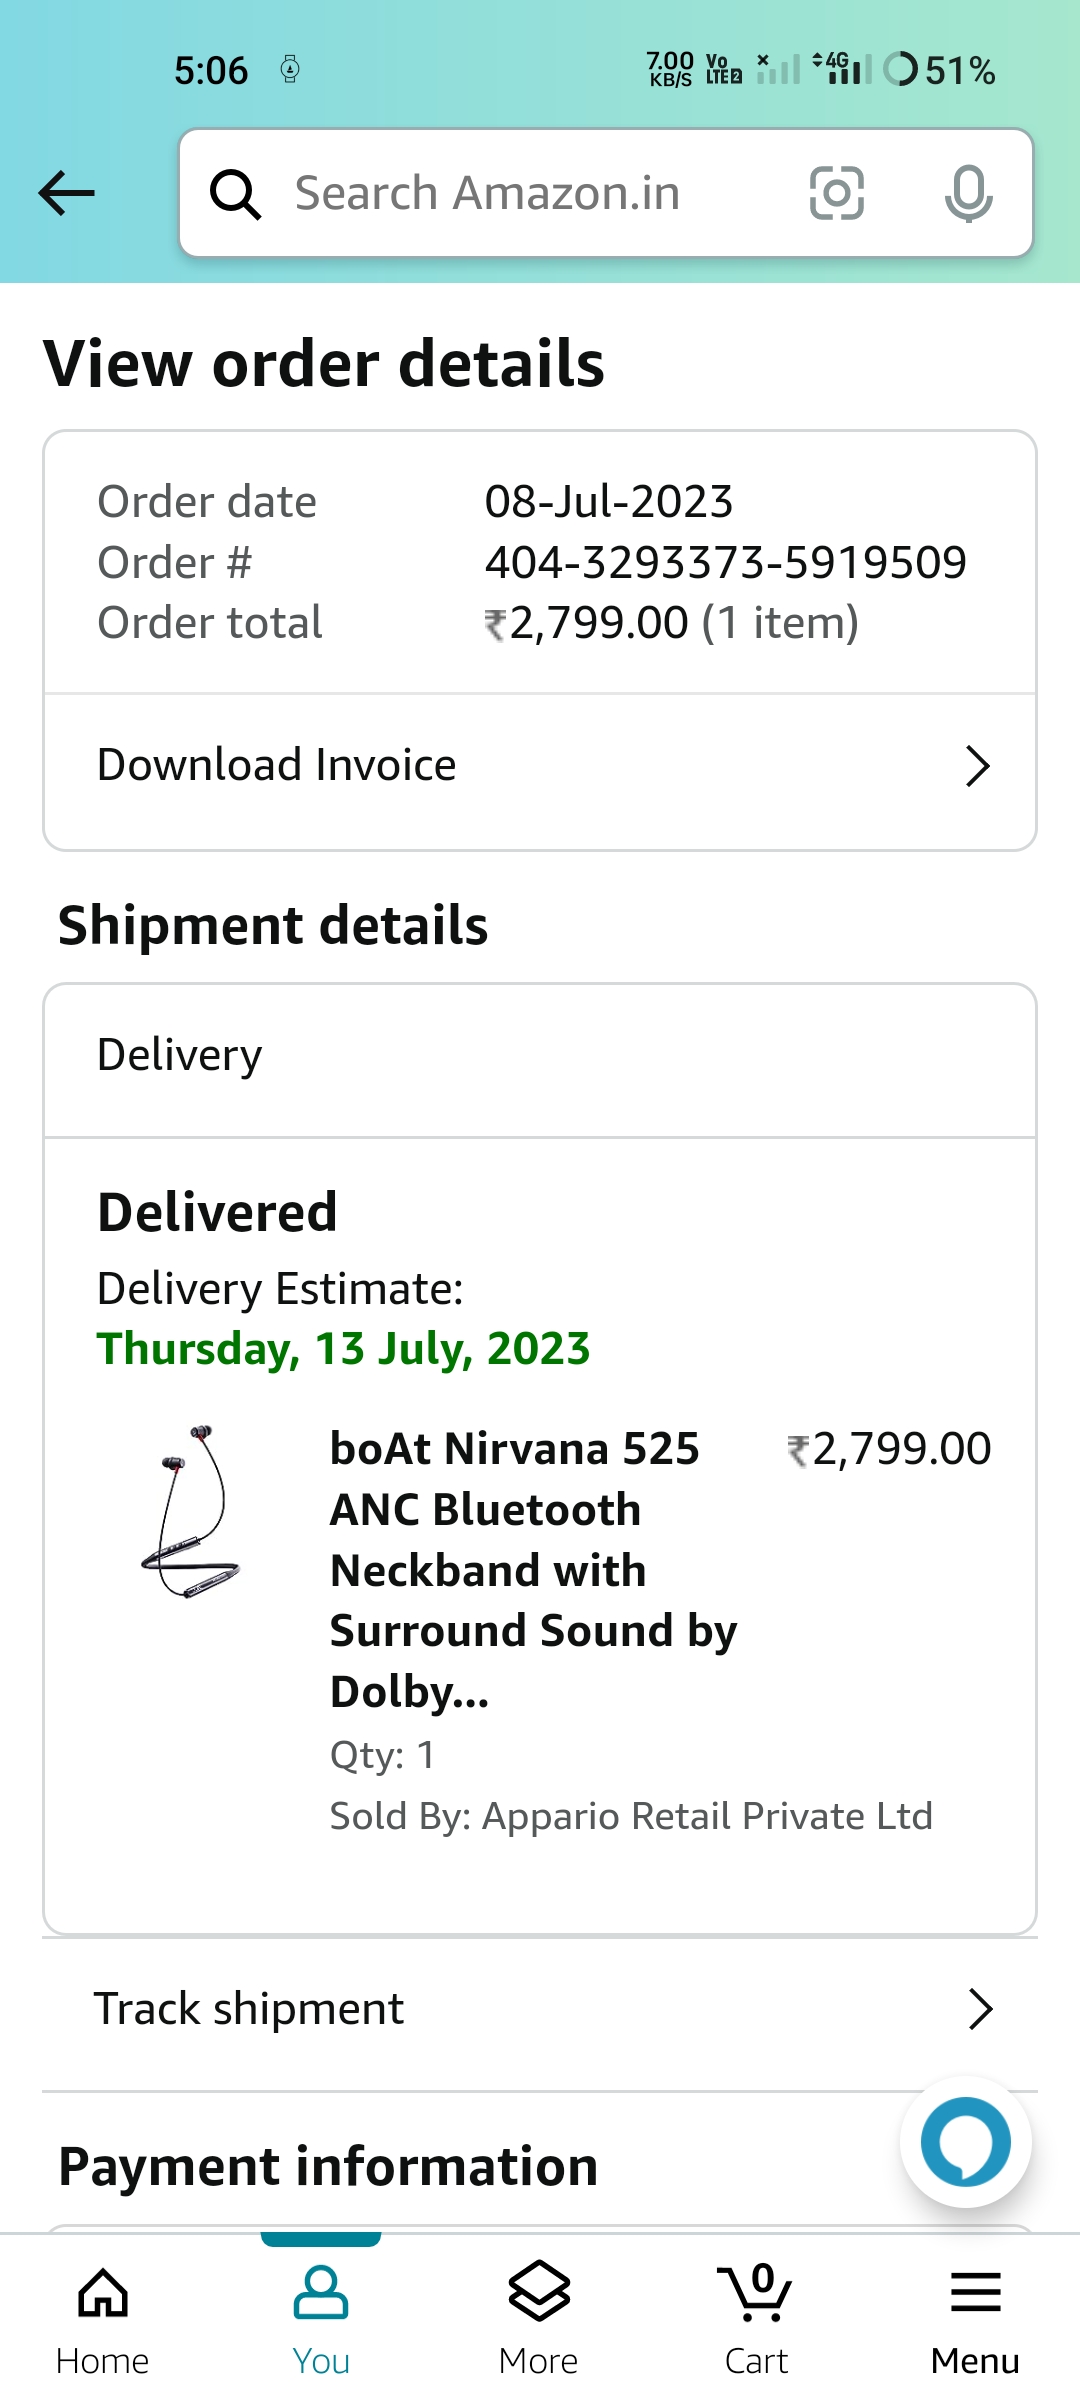 5:06 7.00 KB/S Vo LTE2 4G 51%
Search Amazon.in
View order details
Order date 08-Jul-2023
Order # 404-3293373-5919509
Order total ₹2,799.00 (1 item)
Download Invoice
Shipment details
Delivery
Delivered
Delivery Estimate:
Thursday, 13 July, 2023
boAt Nirvana 525 ₹2,799.00
ANC Bluetooth
Neckband with
Surround Sound by
Dolby...
Qty: 1
Sold By: Appario Retail Private Ltd
Track shipment
Payment information
0
Home You More Cart Menu